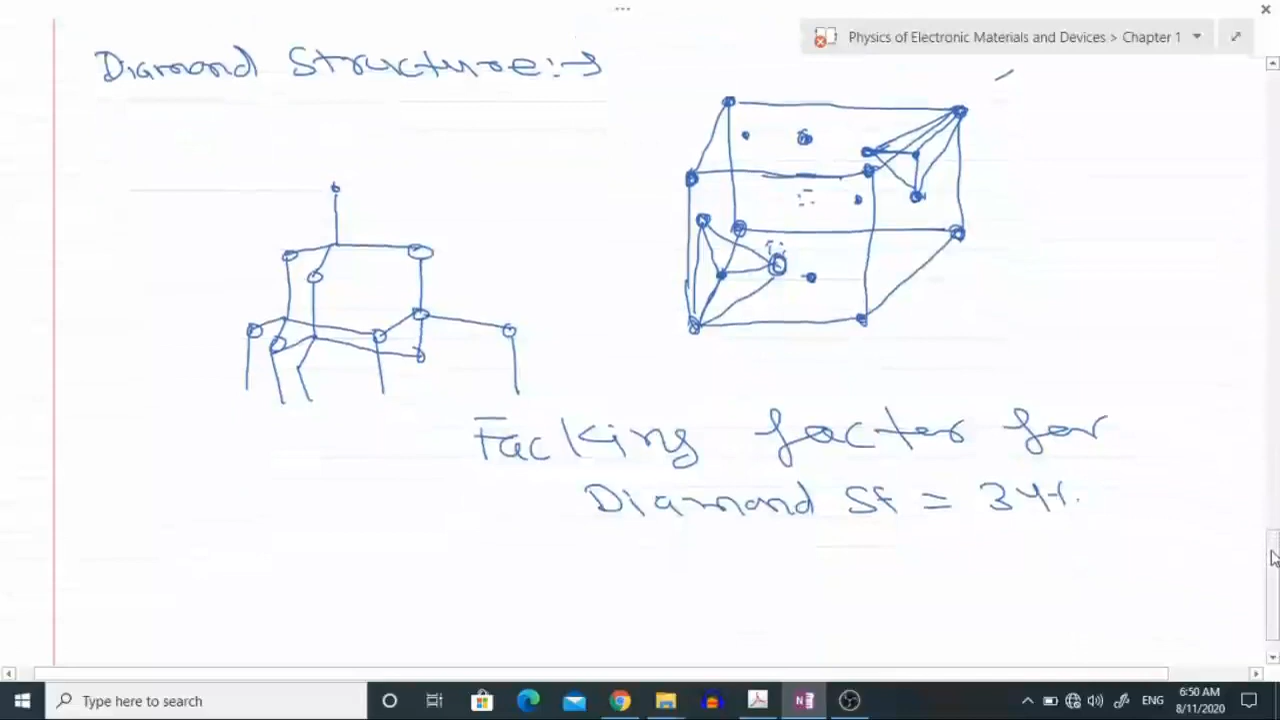 Physics of Electronic Materials and Devices > Chapter 1
Diamond Structure:→
Packing factor for
Diamond St = 34%
Type here to search
ENG
6:50 AM
8/11/2020